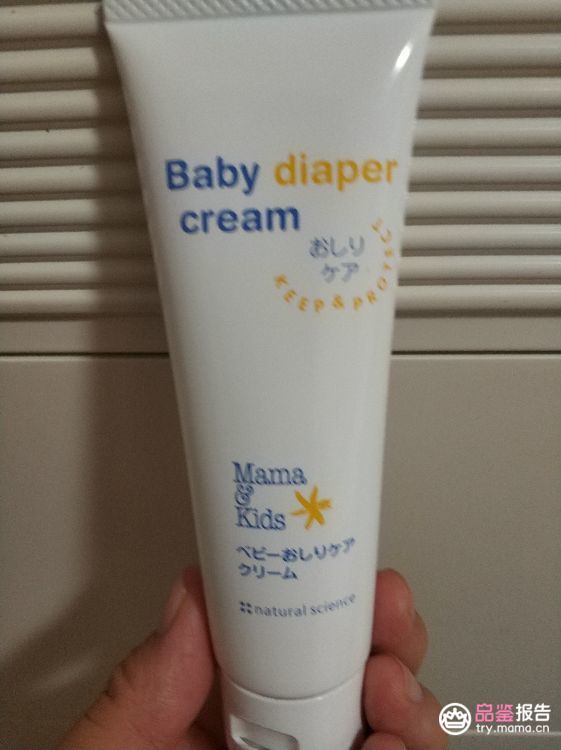 Baby diaper
cream
おしり
ケア
KEEP & PROTECT
Mama
&
Kids
ベビーおしりケア
クリーム
natural science
品鉴报告
try.mama.cn